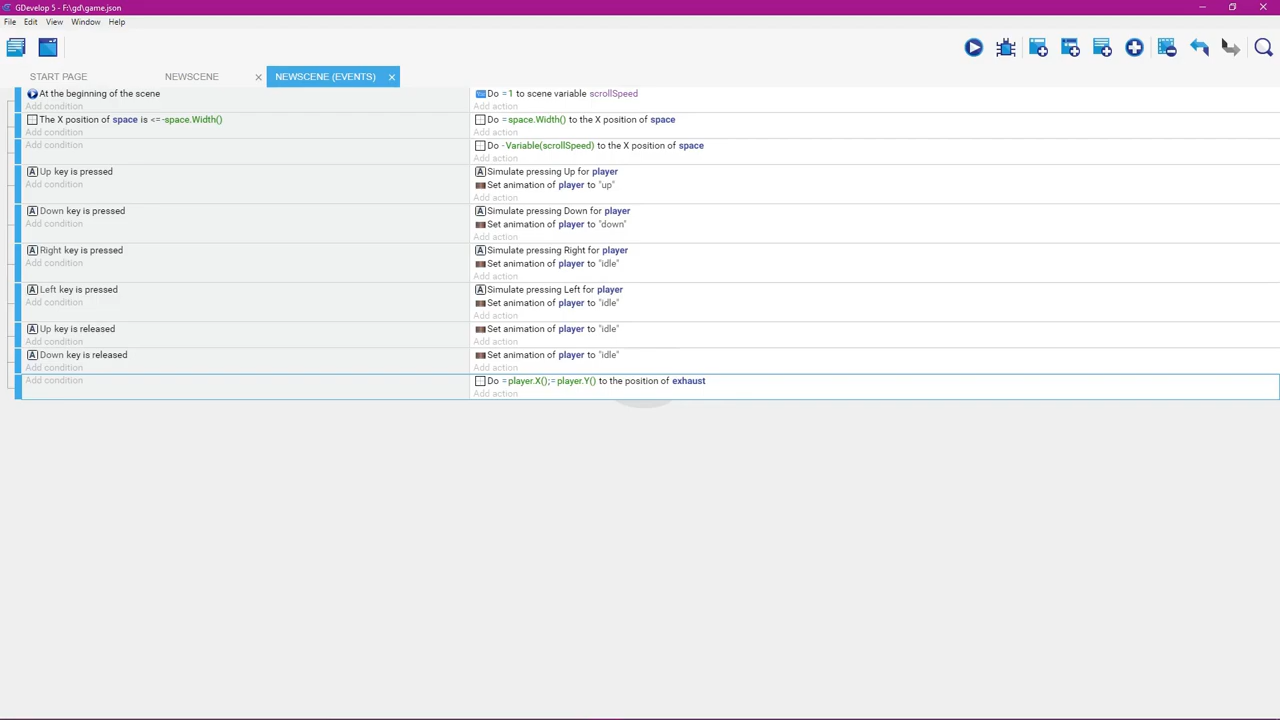 GDevelop 5 - F:\gd\game.json
File Edit View Window Help
START PAGE NEWSCENE NEWSCENE (EVENTS)
At the beginning of the scene
Add condition
Do =1 to scene variable scrollSpeed
Add action
The X position of space is <= -space.Width()
Add condition
Do =space.Width() to the X position of space
Add action
Add condition
Do -Variable(scrollSpeed) to the X position of space
Add action
Up key is pressed
Add condition
Simulate pressing Up for player
Set animation of player to "up"
Add action
Down key is pressed
Add condition
Simulate pressing Down for player
Set animation of player to "down"
Add action
Right key is pressed
Add condition
Simulate pressing Right for player
Set animation of player to "idle"
Add action
Left key is pressed
Add condition
Simulate pressing Left for player
Set animation of player to "idle"
Add action
Up key is released
Add condition
Set animation of player to "idle"
Add action
Down key is released
Add condition
Set animation of player to "idle"
Add action
Add condition
Do =player.X();=player.Y() to the position of exhaust
Add action